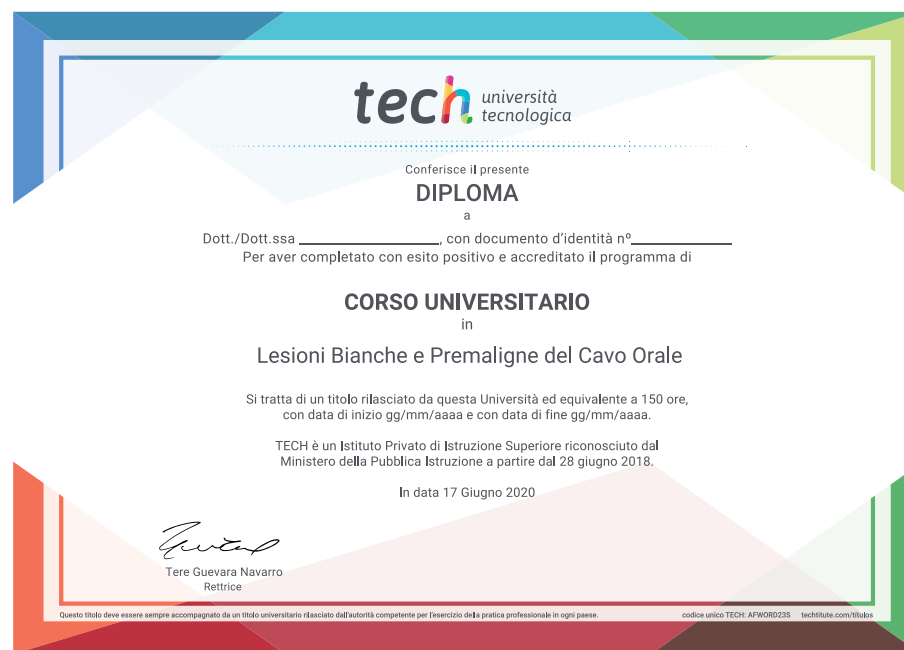 tech università
tecnologica
Conferisce il presente
DIPLOMA
a
Dott./Dott.ssa ____________________, con documento d'identità nº______________
Per aver completato con esito positivo e accreditato il programma di
CORSO UNIVERSITARIO
in
Lesioni Bianche e Premaligne del Cavo Orale
Si tratta di un titolo rilasciato da questa Università ed equivalente a 150 ore,
con data di inizio gg/mm/aaaa e con data di fine gg/mm/aaaa.
TECH è un Istituto Privato di Istruzione Superiore riconosciuto dal
Ministero della Pubblica Istruzione a partire dal 28 giugno 2018.
In data 17 Giugno 2020
Tere Guevara Navarro
Rettrice
Questo titolo deve essere sempre accompagnato da un titolo universitario rilasciato dall'autorità competente per l'esercizio della pratica professionale in ogni paese. codice unico TECH: AFWORD23S techtitute.com/títulos